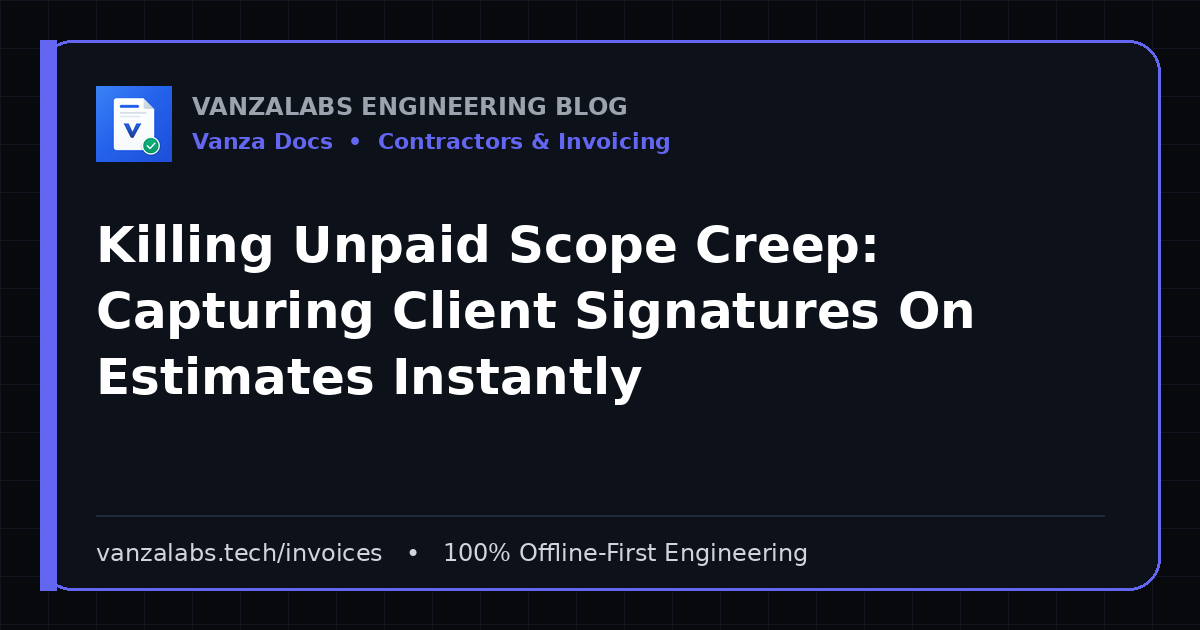 VANZALABS ENGINEERING BLOG
Vanza Docs • Contractors & Invoicing
Killing Unpaid Scope Creep:
Capturing Client Signatures On
Estimates Instantly
vanzalabs.tech/invoices • 100% Offline-First Engineering